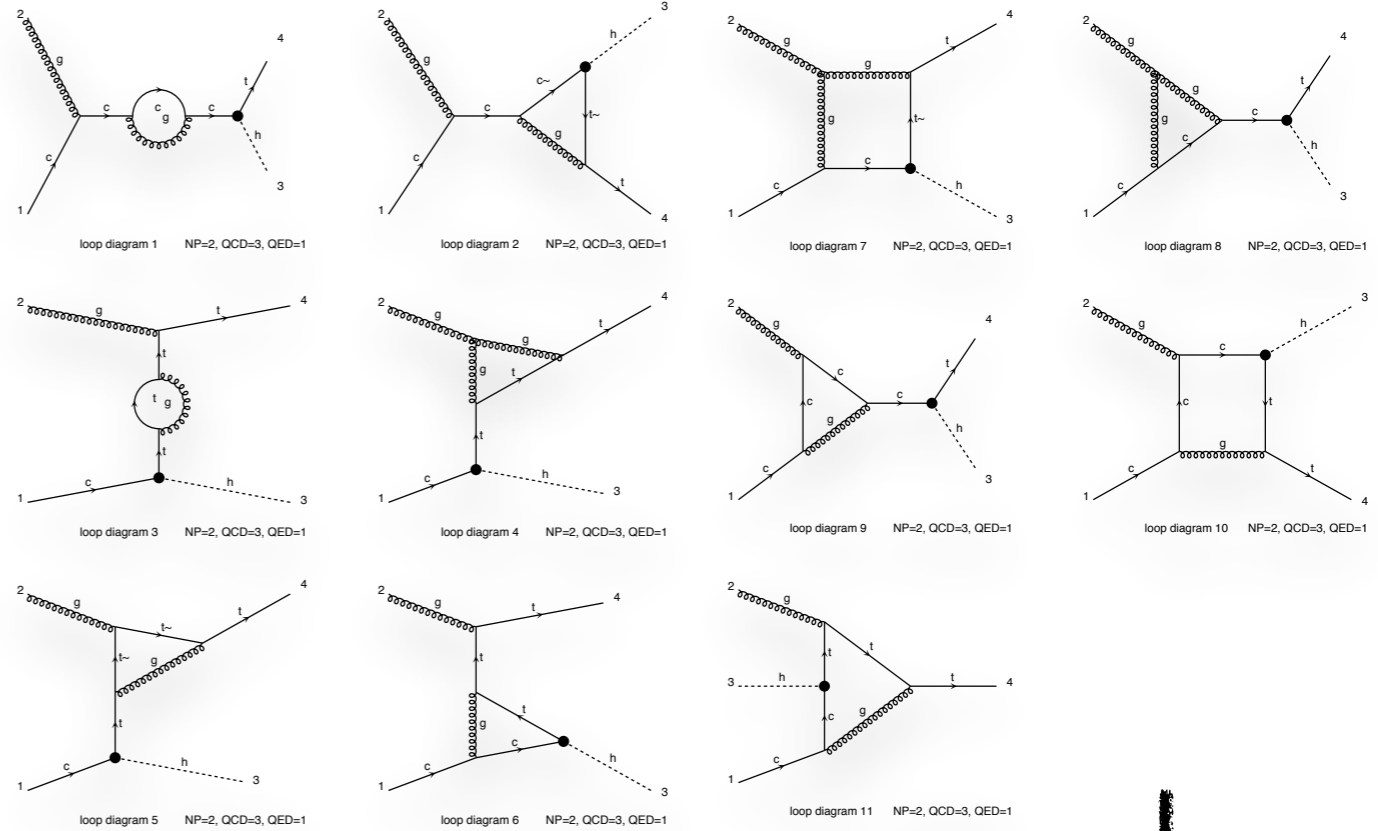 2
g
c
1
c
c
g
c
t
4
h
3
loop diagram 1 NP=2, QCD=3, QED=1
2
g
c
1
c
c~
g
t~
h
3
t
4
loop diagram 2 NP=2, QCD=3, QED=1
2
g
g
t
4
g
t~
c
c
1
h
3
loop diagram 7 NP=2, QCD=3, QED=1
2
g
g
g
c
c
1
c
t
4
h
3
loop diagram 8 NP=2, QCD=3, QED=1
2
g
t
4
t
t g
t
c
1
h
3
loop diagram 3 NP=2, QCD=3, QED=1
2
g
g
g
t
t
4
t
c
1
h
3
loop diagram 4 NP=2, QCD=3, QED=1
2
g
c
c
g
c
1
c
t
4
h
3
loop diagram 9 NP=2, QCD=3, QED=1
2
g
c
h
3
c
t
g
c
1
t
4
loop diagram 10 NP=2, QCD=3, QED=1
2
g
t~
t
4
t~
g
t
c
1
h
3
loop diagram 5 NP=2, QCD=3, QED=1
2
g
t
4
t
t
g
c
c
1
h
3
loop diagram 6 NP=2, QCD=3, QED=1
2
g
t
t
3
h
t
4
c
g
c
1
loop diagram 11 NP=2, QCD=3, QED=1